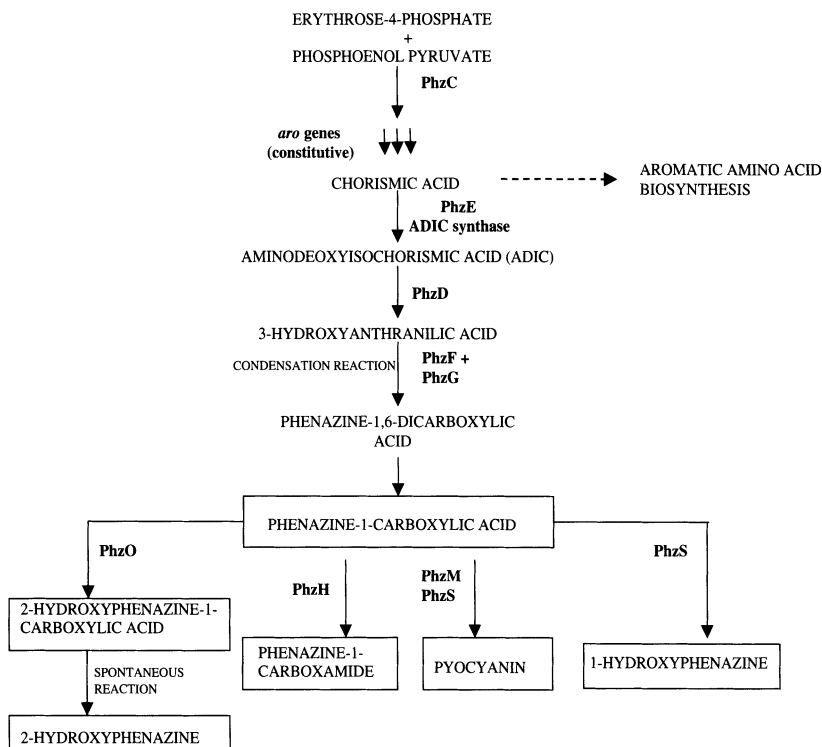 ERYTHROSE-4-PHOSPHATE
+
PHOSPHOENOL PYRUVATE
PhzC
aro genes
(constitutive)
CHORISMIC ACID
AROMATIC AMINO ACID
BIOSYNTHESIS
PhzE
ADIC synthase
AMINODEOXYISOCHORISMIC ACID (ADIC)
PhzD
3-HYDROXYANTHRANILIC ACID
CONDENSATION REACTION
PhzF +
PhzG
PHENAZINE-1,6-DICARBOXYLIC
ACID
PHENAZINE-1-CARBOXYLIC ACID
PhzO
PhzH
PhzM
PhzS
PhzS
2-HYDROXYPHENAZINE-1-
CARBOXYLIC ACID
PHENAZINE-1-
CARBOXAMIDE
PYOCYANIN
1-HYDROXYPHENAZINE
SPONTANEOUS
REACTION
2-HYDROXYPHENAZINE